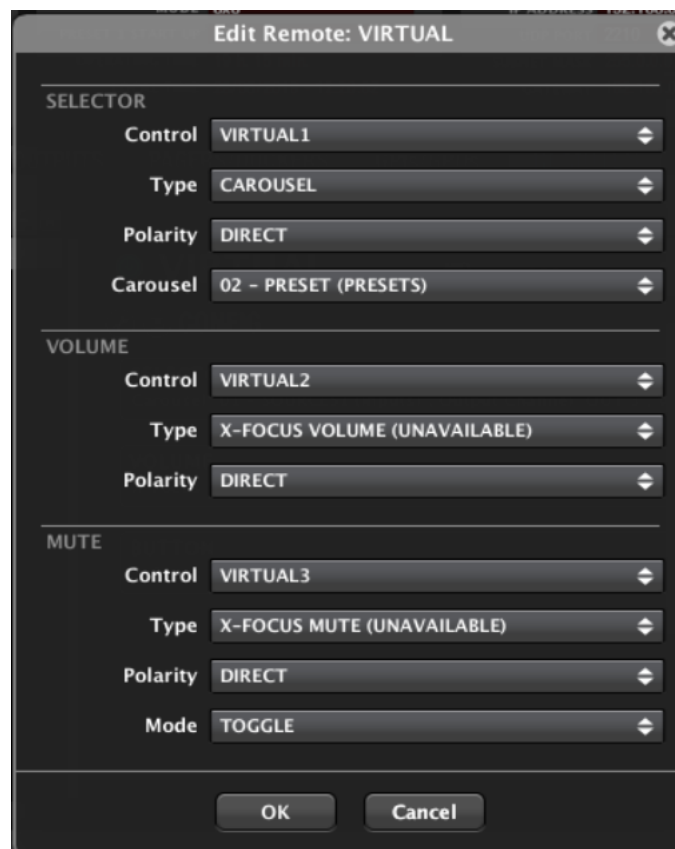 Edit Remote: VIRTUAL
SELECTOR
Control VIRTUAL1
Type CAROUSEL
Polarity DIRECT
Carousel 02 - PRESET (PRESETS)
VOLUME
Control VIRTUAL2
Type X-FOCUS VOLUME (UNAVAILABLE)
Polarity DIRECT
MUTE
Control VIRTUAL3
Type X-FOCUS MUTE (UNAVAILABLE)
Polarity DIRECT
Mode TOGGLE
OK Cancel